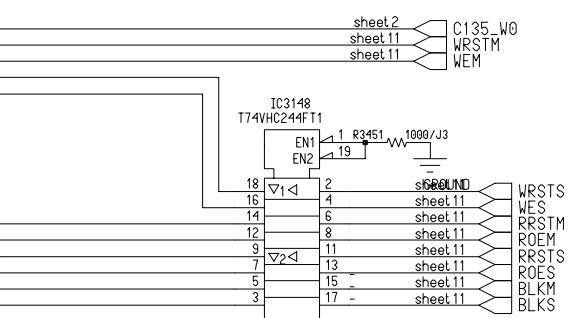 sheet 2 C135_W0
sheet 11 WRSTM
sheet 11 WEM
IC3148
T74VHC244FT1
EN1 1 R3451 1000/J3
EN2 19
GROUND
18 1 2 sheet 11 WRSTS
16 4 sheet 11 WES
14 6 sheet 11 RRSTM
12 8 sheet 11 ROEM
9 2 11 sheet 11 RRSTS
7 13 sheet 11 ROES
5 15 sheet 11 BLKM
3 17 sheet 11 BLKS